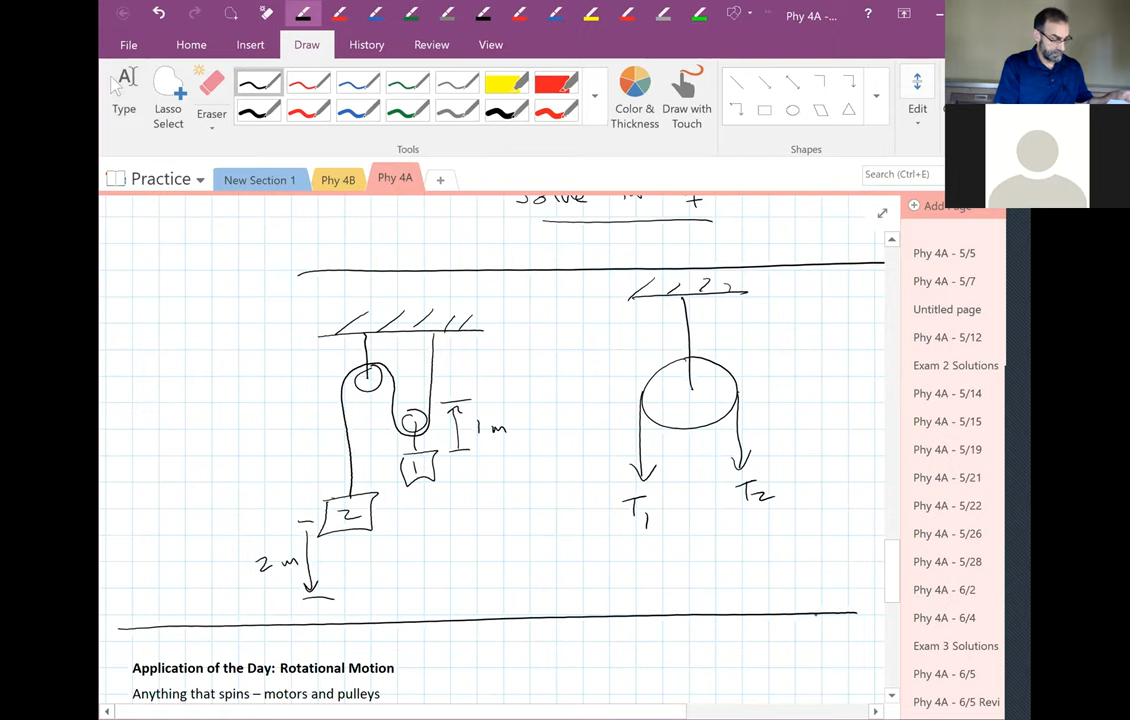 Phy 4A -
?
File
Home
Insert
Draw
History
Review
View
Type
Lasso
Select
Eraser
Color &
Thickness
Draw with
Touch
Edit
Tools
Shapes
Practice
New Section 1
Phy 4B
Phy 4A
+
Search (Ctrl+E)
Add Page
Phy 4A - 5/5
Phy 4A - 5/7
Untitled page
Phy 4A - 5/12
Exam 2 Solutions
Phy 4A - 5/14
Phy 4A - 5/15
Phy 4A - 5/19
Phy 4A - 5/21
Phy 4A - 5/22
Phy 4A - 5/26
Phy 4A - 5/28
Phy 4A - 6/2
Phy 4A - 6/4
Exam 3 Solutions
Phy 4A - 6/5
Phy 4A - 6/5 Revi
1 m
1
2
2 m
T1
T2
Application of the Day: Rotational Motion
Anything that spins – motors and pulleys